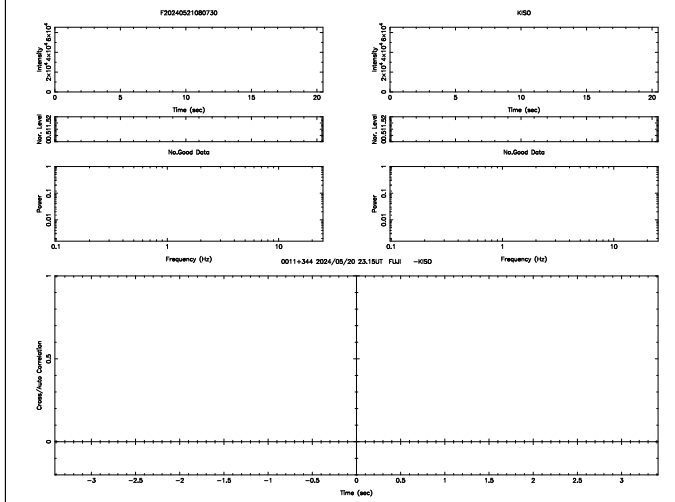 F20240521080730 KISO
Intensity 2×10⁴ 4×10⁴ 6×10⁴ Intensity 2×10⁴ 4×10⁴ 6×10⁴
0 5 10 15 20 0 5 10 15 20
Time (sec) Time (sec)
Nor. Level 00.511.52 Nor. Level 00.511.52
No.Good Data No.Good Data
Power 0.01 0.1 1 Power 0.01 0.1 1
0.1 1 10 0.1 1 10
Frequency (Hz) 0011+344 2024/05/20 23.15UT FUJI -KISO Frequency (Hz)
Cross/Auto Correlation 0 0.5 1
-3 -2.5 -2 -1.5 -1 -0.5 0 0.5 1 1.5 2 2.5 3
Time (sec)